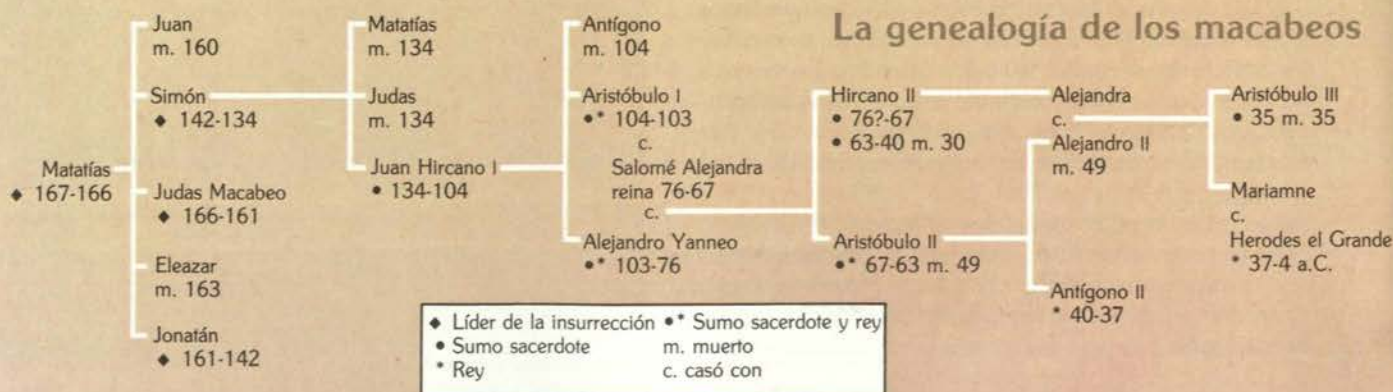 La genealogía de los macabeos
Matatías
◆ 167-166
Juan
m. 160
Simón
◆ 142-134
Judas Macabeo
◆ 166-161
Eleazar
m. 163
Jonatán
◆ 161-142
Matatías
m. 134
Judas
m. 134
Juan Hircano I
• 134-104
Antígono
m. 104
Aristóbulo I
•* 104-103
c.
Salomé Alejandra
reina 76-67
c.
Alejandro Yanneo
•* 103-76
Hircano II
• 76?-67
• 63-40 m. 30
Aristóbulo II
•* 67-63 m. 49
Alejandra
c.
Alejandro II
m. 49
Antígono II
* 40-37
Aristóbulo III
• 35 m. 35
Mariamne
c.
Herodes el Grande
* 37-4 a.C.
◆ Líder de la insurrección •* Sumo sacerdote y rey
• Sumo sacerdote m. muerto
* Rey c. casó con